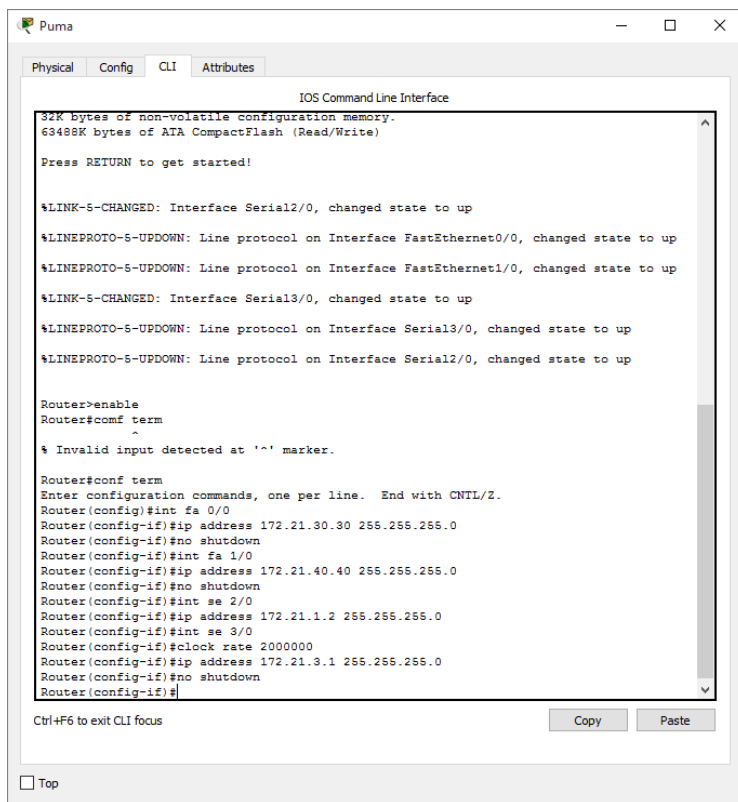 Puma
Physical Config CLI Attributes
IOS Command Line Interface
32K bytes of non-volatile configuration memory.
63488K bytes of ATA CompactFlash (Read/Write)
Press RETURN to get started!
%LINK-5-CHANGED: Interface Serial2/0, changed state to up
%LINEPROTO-5-UPDOWN: Line protocol on Interface FastEthernet0/0, changed state to up
%LINEPROTO-5-UPDOWN: Line protocol on Interface FastEthernet1/0, changed state to up
%LINK-5-CHANGED: Interface Serial3/0, changed state to up
%LINEPROTO-5-UPDOWN: Line protocol on Interface Serial3/0, changed state to up
%LINEPROTO-5-UPDOWN: Line protocol on Interface Serial2/0, changed state to up
Router>enable
Router#comf term
^
% Invalid input detected at '^' marker.
Router#conf term
Enter configuration commands, one per line. End with CNTL/Z.
Router(config)#int fa 0/0
Router(config-if)#ip address 172.21.30.30 255.255.255.0
Router(config-if)#no shutdown
Router(config-if)#int fa 1/0
Router(config-if)#ip address 172.21.40.40 255.255.255.0
Router(config-if)#no shutdown
Router(config-if)#int se 2/0
Router(config-if)#ip address 172.21.1.2 255.255.255.0
Router(config-if)#int se 3/0
Router(config-if)#clock rate 2000000
Router(config-if)#ip address 172.21.3.1 255.255.255.0
Router(config-if)#no shutdown
Router(config-if)#
Ctrl+F6 to exit CLI focus
Copy Paste
Top